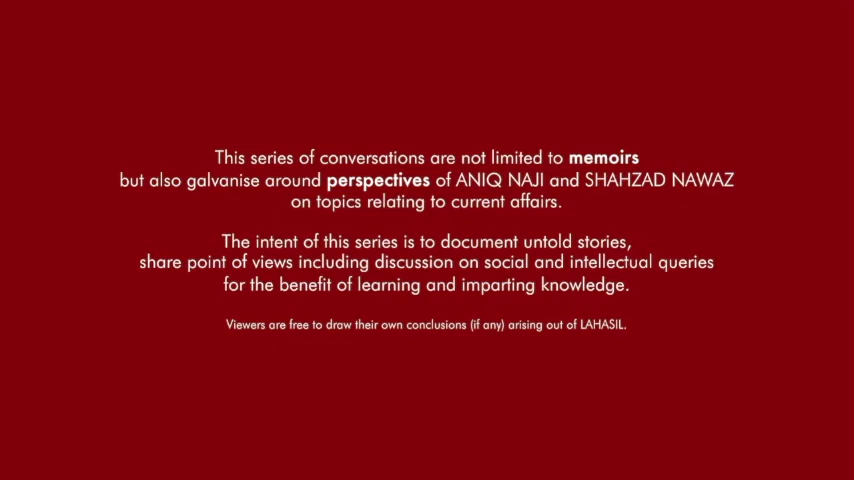 This series of conversations are not limited to memoirs
but also galvanise around perspectives of ANIQ NAJI and SHAHZAD NAWAZ
on topics relating to current affairs.
The intent of this series is to document untold stories,
share point of views including discussion on social and intellectual queries
for the benefit of learning and imparting knowledge.
Viewers are free to draw their own conclusions (if any) arising out of LAHASIL.